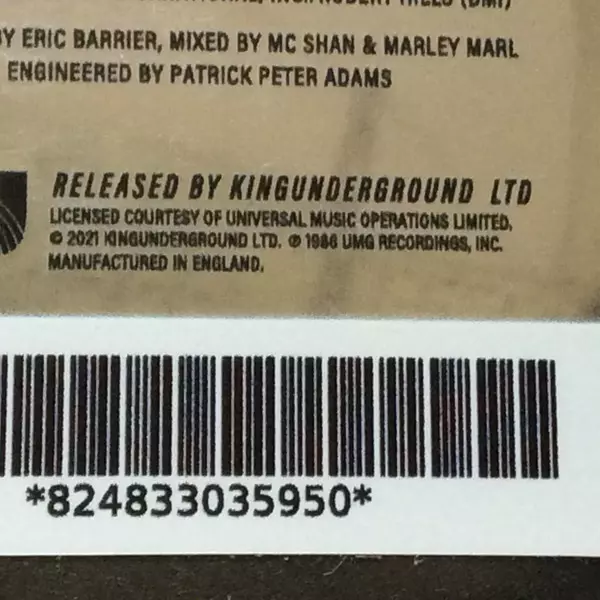 BY ERIC BARRIER, MIXED BY MC SHAN & MARLEY MARL
ENGINEERED BY PATRICK PETER ADAMS
RELEASED BY KINGUNDERGROUND LTD
LICENSED COURTESY OF UNIVERSAL MUSIC OPERATIONS LIMITED.
© 2021 KINGUNDERGROUND LTD. ℗ 1986 UMG RECORDINGS, INC.
MANUFACTURED IN ENGLAND.
*824833035950*